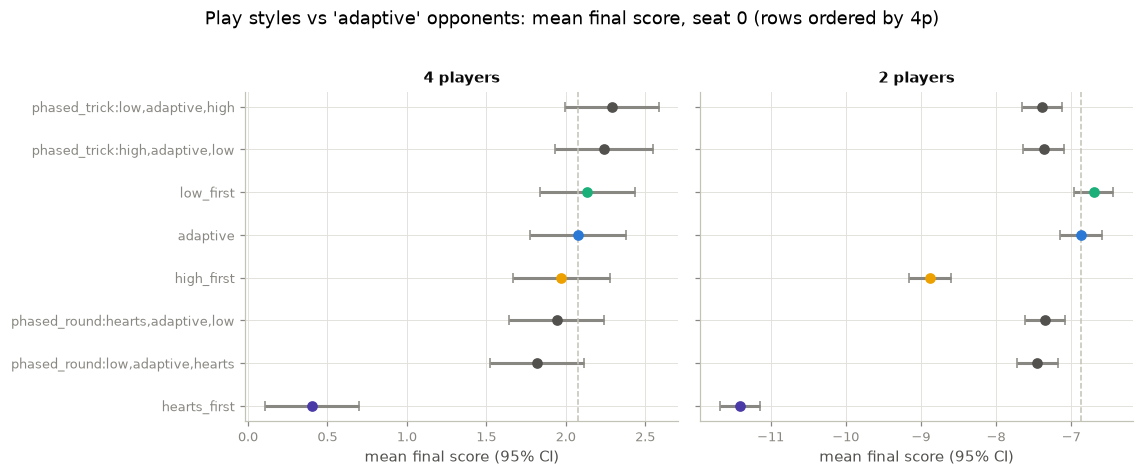 Play styles vs 'adaptive' opponents: mean final score, seat 0 (rows ordered by 4p)
4 players
2 players
phased_trick:low,adaptive,high
phased_trick:high,adaptive,low
low_first
adaptive
high_first
phased_round:hearts,adaptive,low
phased_round:low,adaptive,hearts
hearts_first
0.0 0.5 1.0 1.5 2.0 2.5
−11 −10 −9 −8 −7
mean final score (95% CI)
mean final score (95% CI)